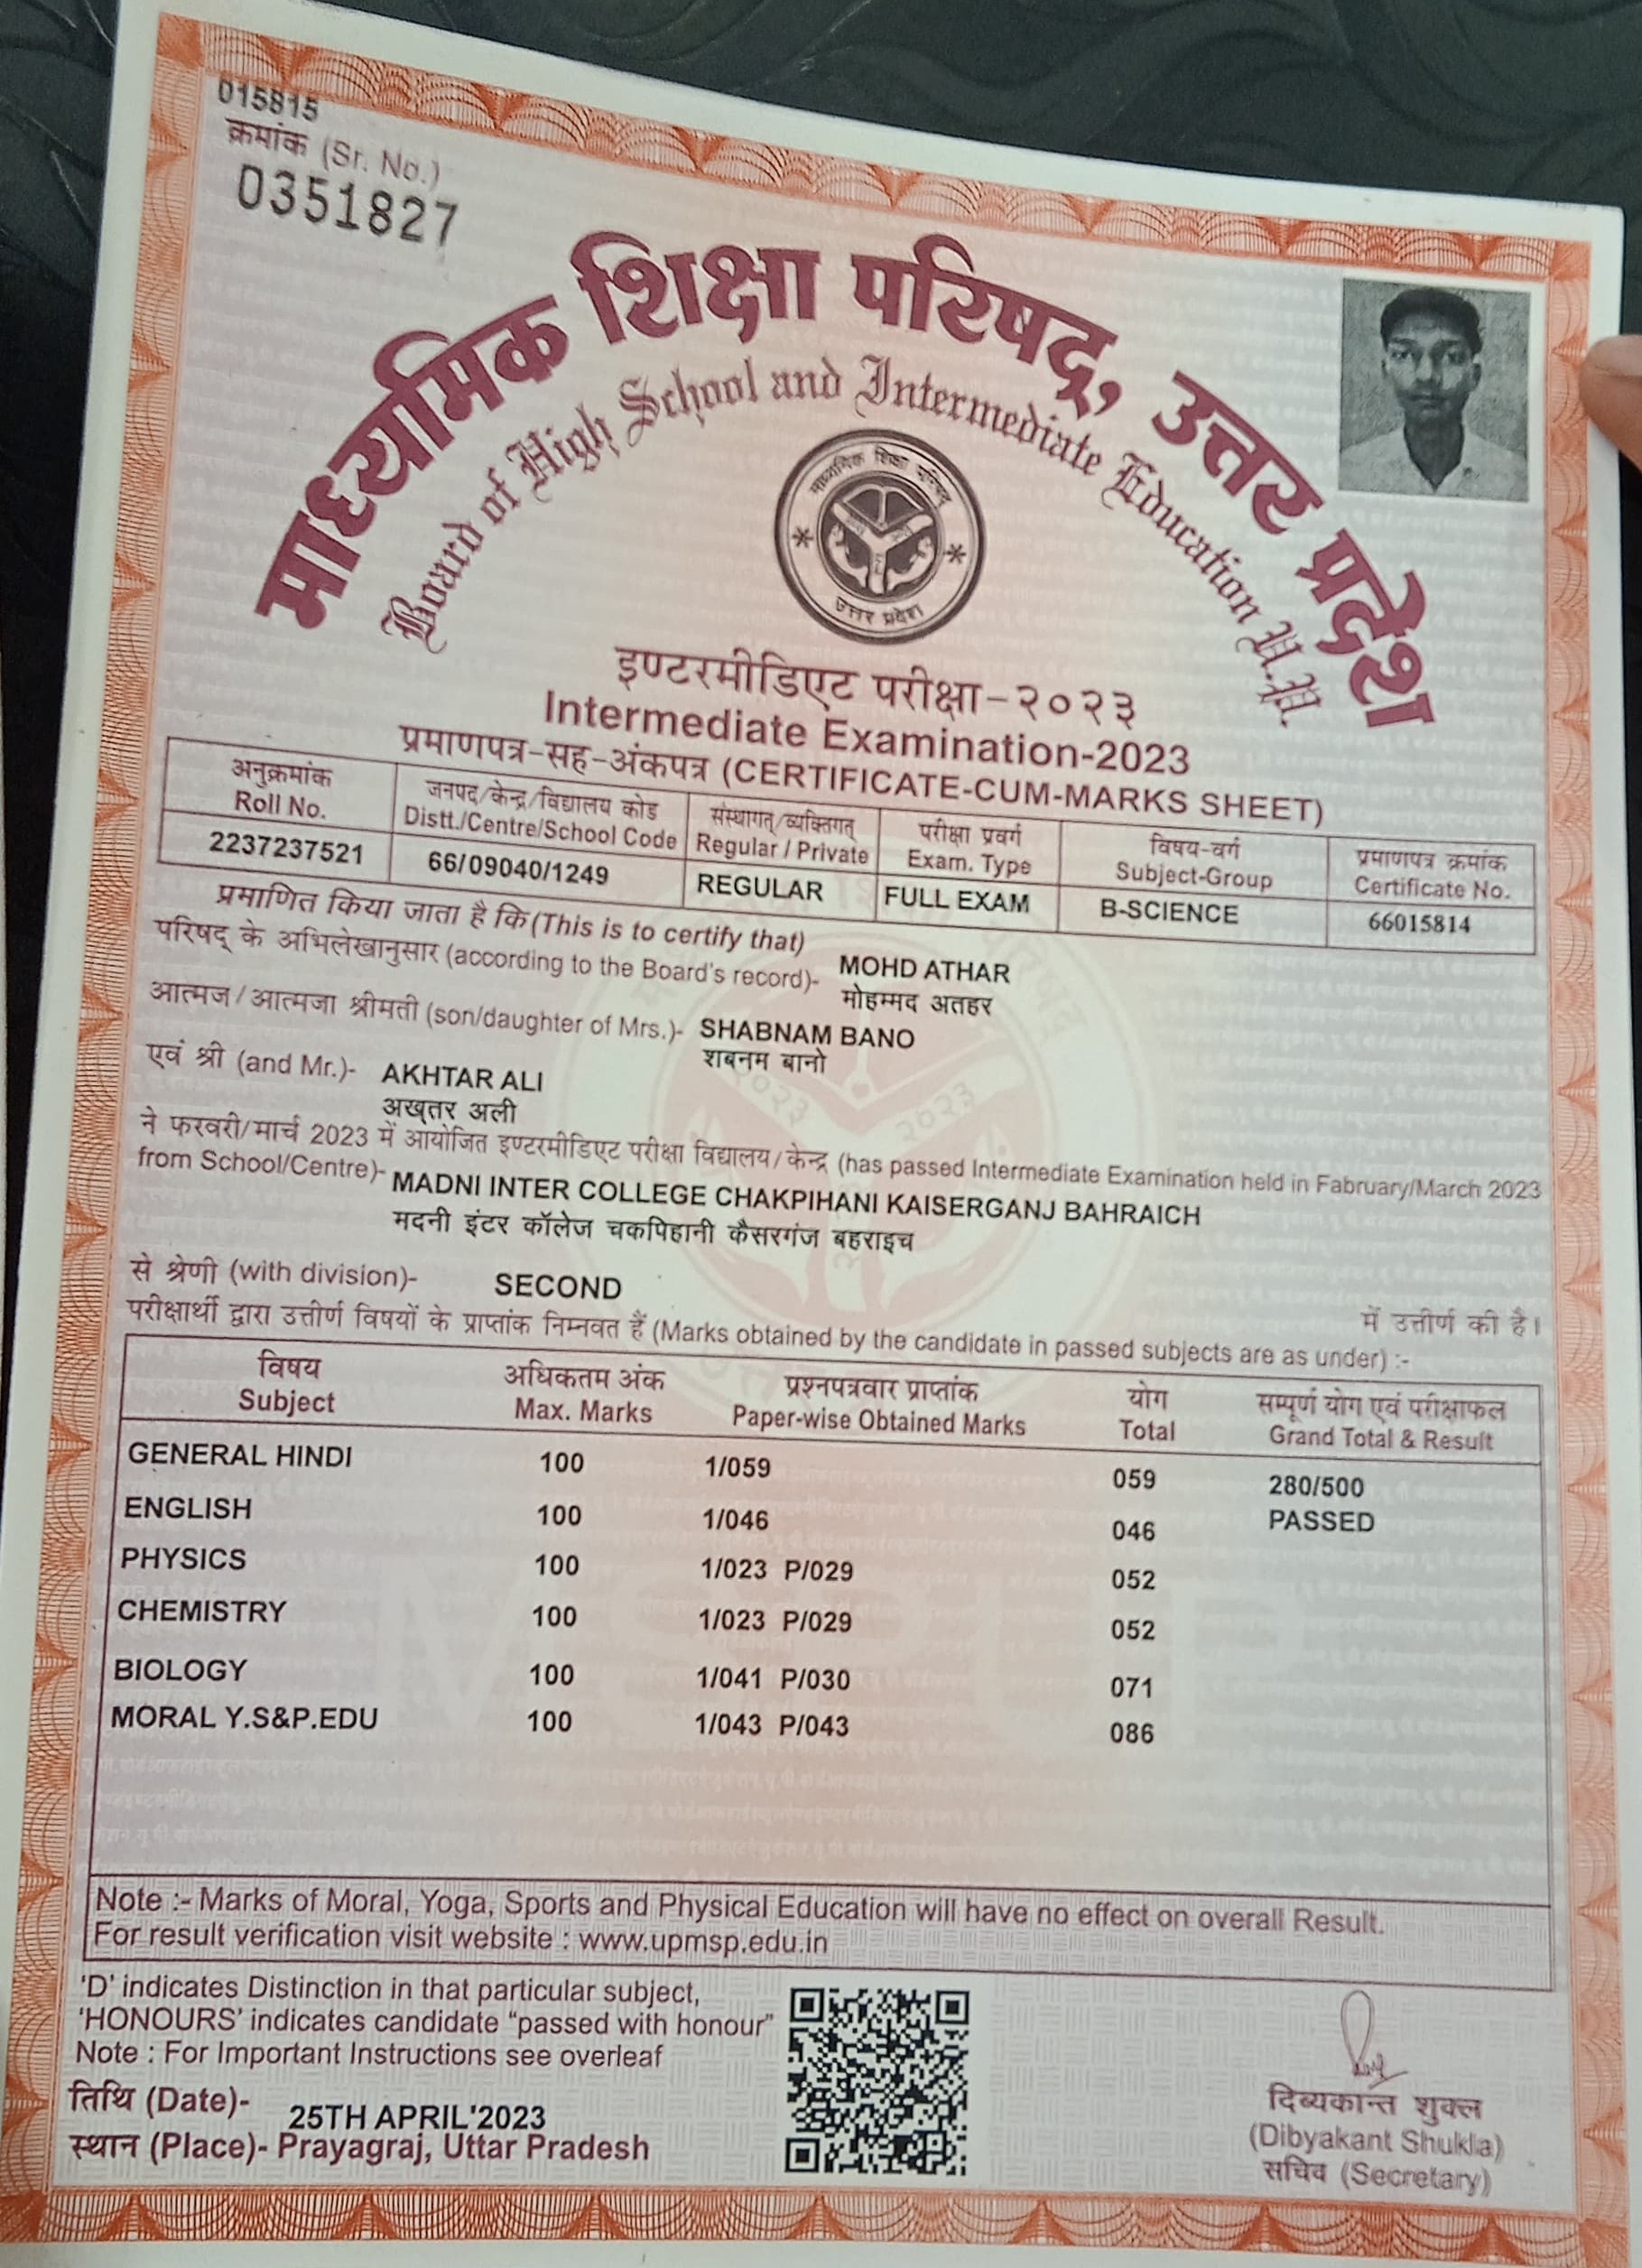 015815
क्रमांक (Sr. No.)
0351827
माध्यमिक शिक्षा परिषद्, उत्तर प्रदेश
Board of High School and Intermediate Education U.P.
माध्यमिक शिक्षा परिषद्
उत्तर प्रदेश
इण्टरमीडिएट परीक्षा-२०२३
Intermediate Examination-2023
प्रमाणपत्र-सह-अंकपत्र (CERTIFICATE-CUM-MARKS SHEET)
अनुक्रमांक जनपद/केन्द्र/विद्यालय कोड संस्थागत्/व्यक्तिगत् परीक्षा प्रवर्ग विषय-वर्ग प्रमाणपत्र क्रमांक
Roll No. Distt./Centre/School Code Regular / Private Exam. Type Subject-Group Certificate No.
2237237521 66/09040/1249 REGULAR FULL EXAM B-SCIENCE 66015814
प्रमाणित किया जाता है कि (This is to certify that)
परिषद् के अभिलेखानुसार (according to the Board's record)- MOHD ATHAR
मोहम्मद अतहर
आत्मज/आत्मजा श्रीमती (son/daughter of Mrs.)- SHABNAM BANO
शबनम बानो
एवं श्री (and Mr.)- AKHTAR ALI
अख्तर अली
ने फरवरी/मार्च 2023 में आयोजित इण्टरमीडिएट परीक्षा विद्यालय/केन्द्र (has passed Intermediate Examination held in Fabruary/March 2023
from School/Centre)- MADNI INTER COLLEGE CHAKPIHANI KAISERGANJ BAHRAICH
मदनी इंटर कॉलेज चकपिहानी कैसरगंज बहराइच
से श्रेणी (with division)- SECOND में उत्तीर्ण की है।
परीक्षार्थी द्वारा उत्तीर्ण विषयों के प्राप्तांक निम्नवत हैं (Marks obtained by the candidate in passed subjects are as under) :-
विषय अधिकतम अंक प्रश्नपत्रवार प्राप्तांक योग सम्पूर्ण योग एवं परीक्षाफल
Subject Max. Marks Paper-wise Obtained Marks Total Grand Total & Result
GENERAL HINDI 100 1/059 059 280/500
ENGLISH 100 1/046 046 PASSED
PHYSICS 100 1/023 P/029 052
CHEMISTRY 100 1/023 P/029 052
BIOLOGY 100 1/041 P/030 071
MORAL Y.S&P.EDU 100 1/043 P/043 086
Note :- Marks of Moral, Yoga, Sports and Physical Education will have no effect on overall Result.
For result verification visit website : www.upmsp.edu.in
'D' indicates Distinction in that particular subject,
'HONOURS' indicates candidate "passed with honour"
Note : For Important Instructions see overleaf
तिथि (Date)- 25TH APRIL'2023
स्थान (Place)- Prayagraj, Uttar Pradesh
दिब्यकान्त शुक्ल
(Dibyakant Shukla)
सचिव (Secretary)